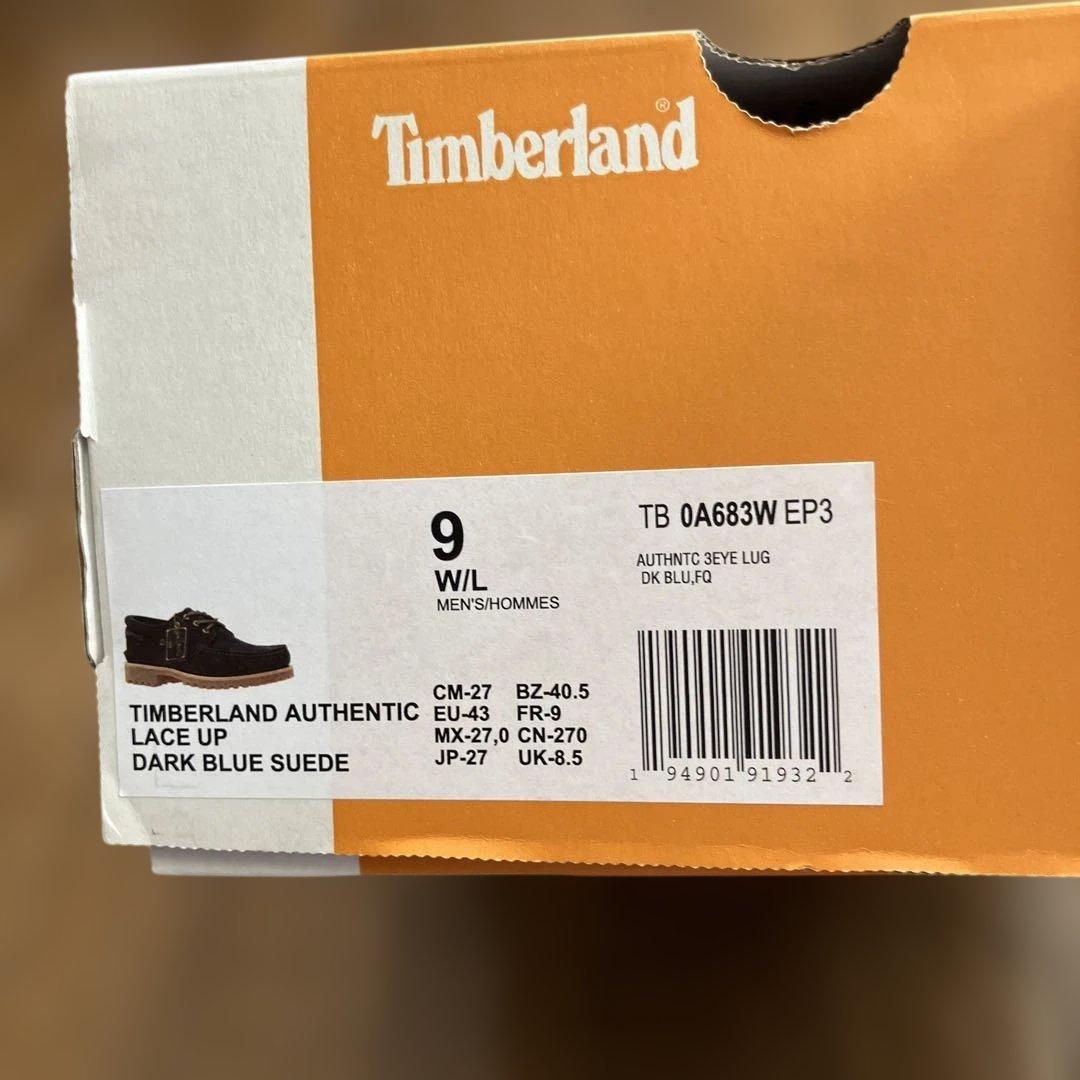 Timberland®
9
W/L
MEN'S/HOMMES
TB 0A683W EP3
AUTHNTC 3EYE LUG
DK BLU,FQ
TIMBERLAND AUTHENTIC
LACE UP
DARK BLUE SUEDE
CM-27 BZ-40.5
EU-43 FR-9
MX-27,0 CN-270
JP-27 UK-8.5
1 94901 91932 2